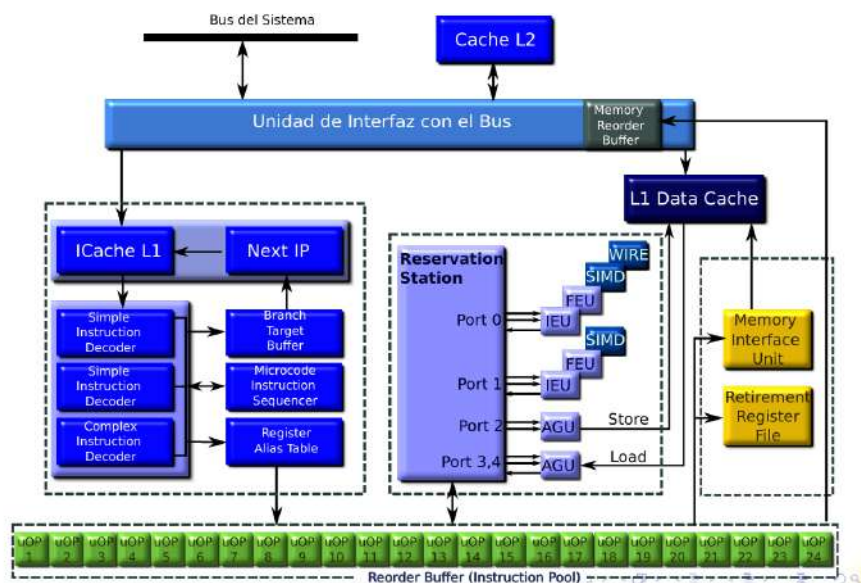 Bus del Sistema
Cache L2
Unidad de Interfaz con el Bus
Memory
Reorder
Buffer
L1 Data Cache
ICache L1
Next IP
Simple
Instruction
Decoder
Branch
Target
Buffer
Simple
Instruction
Decoder
Microcode
Instruction
Sequencer
Complex
Instruction
Decoder
Register
Alias Table
Reservation
Station
Port 0
IEU
FEU
SIMD
WIRE
Port 1
IEU
FEU
SIMD
Port 2
AGU
Store
Port 3,4
AGU
Load
Memory
Interface
Unit
Retirement
Register
File
uOP 1
uOP 2
uOP 3
uOP 4
uOP 5
uOP 6
uOP 7
uOP 8
uOP 9
uOP 10
uOP 11
uOP 12
uOP 13
uOP 14
uOP 15
uOP 16
uOP 17
uOP 18
uOP 19
uOP 20
uOP 21
uOP 22
uOP 23
uOP 24
Reorder Buffer (Instruction Pool)